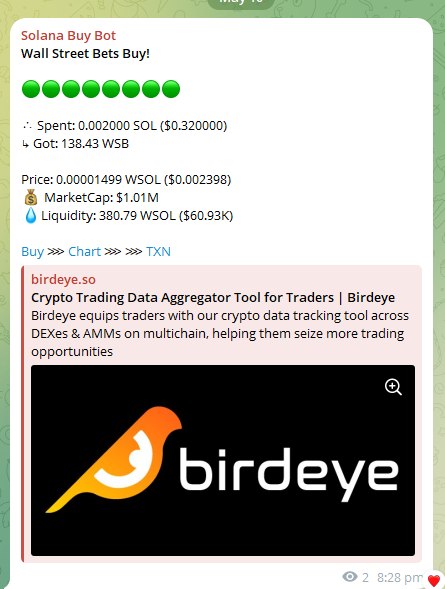 May 16
Solana Buy Bot
Wall Street Bets Buy!
Spent: 0.002000 SOL ($0.320000)
↳ Got: 138.43 WSB
Price: 0.00001499 WSOL ($0.002398)
💰 MarketCap: $1.01M
💧 Liquidity: 380.79 WSOL ($60.93K)
Buy ⋙ Chart ⋙ ⋙ TXN
birdeye.so
Crypto Trading Data Aggregator Tool for Traders | Birdeye
Birdeye equips traders with our crypto data tracking tool across
DEXes & AMMs on multichain, helping them seize more trading
opportunities
birdeye
2 8:28 pm